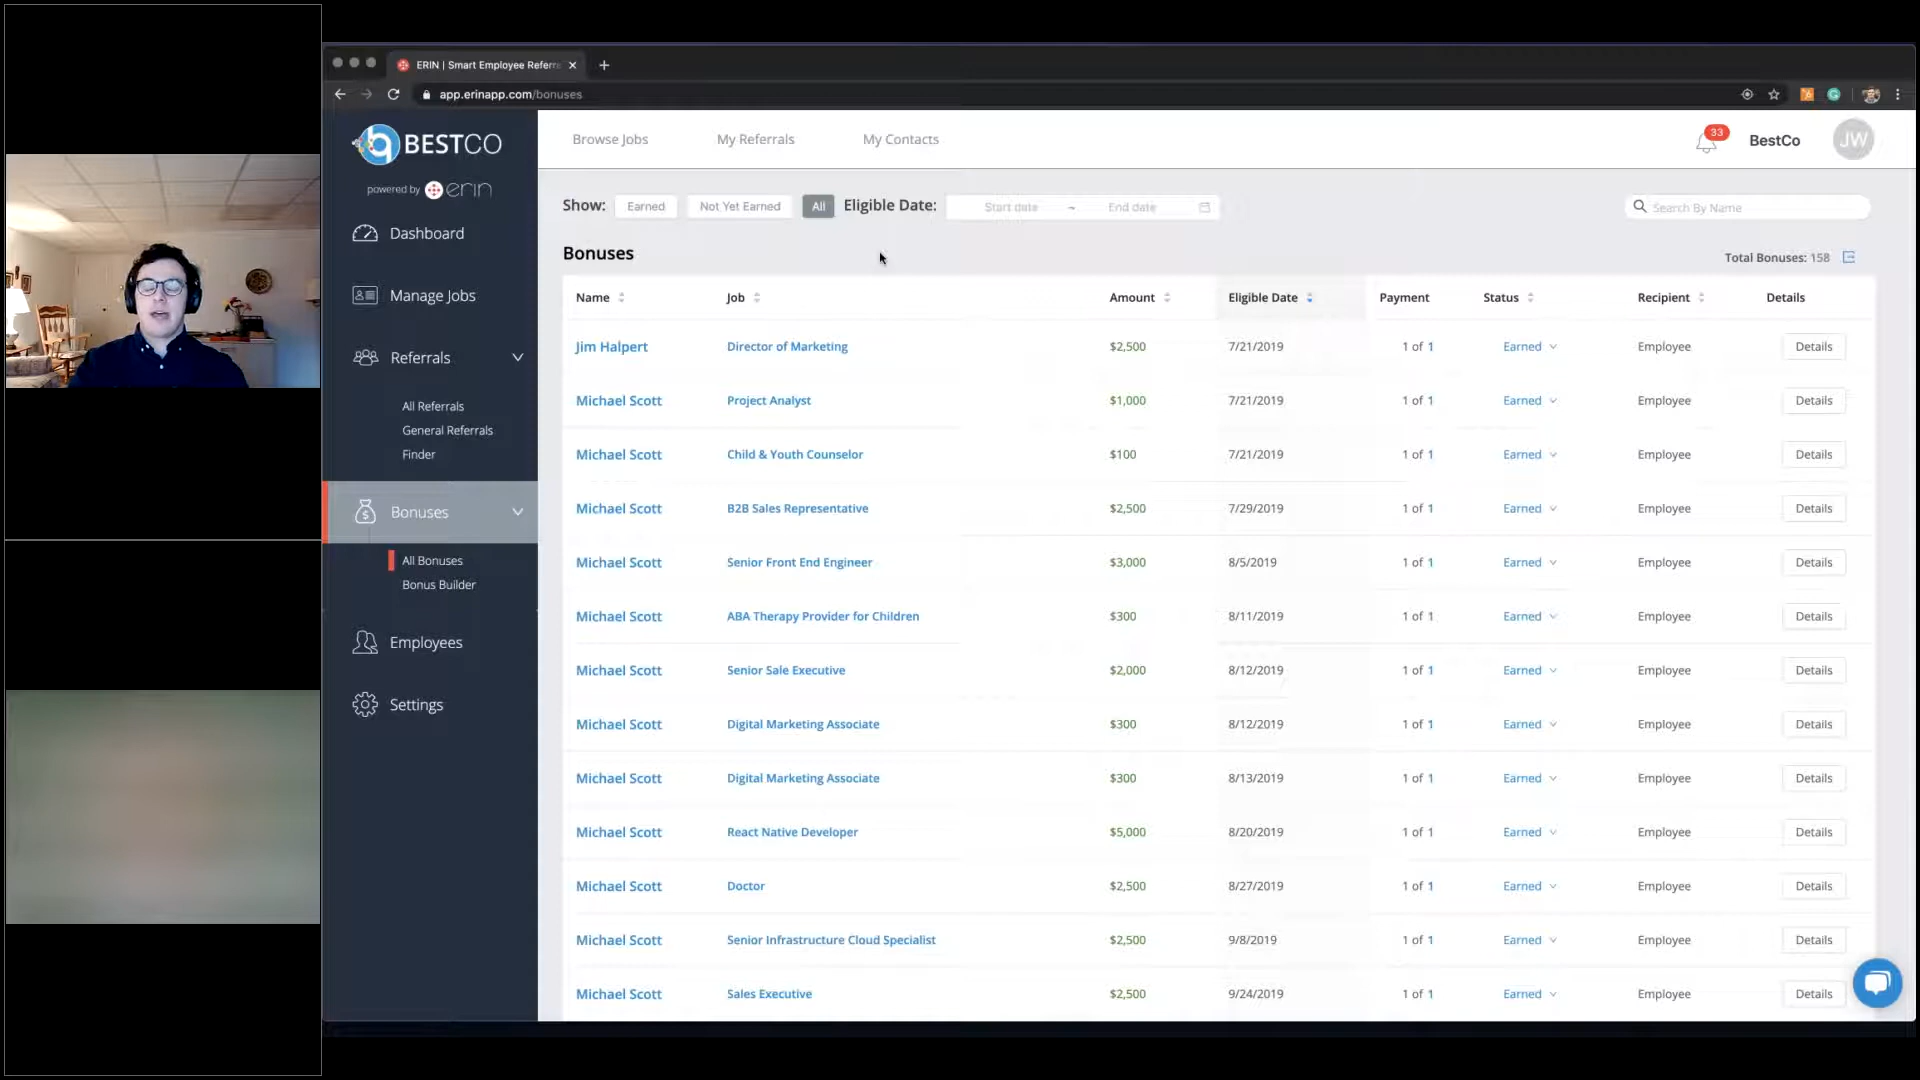 ERIN | Smart Employee Referr
app.erinapp.com/bonuses
BESTCO
powered by erin
Browse Jobs
My Referrals
My Contacts
33
BestCo
JW
Dashboard
Manage Jobs
Referrals
All Referrals
General Referrals
Finder
Bonuses
All Bonuses
Bonus Builder
Employees
Settings
Show: Earned Not Yet Earned All Eligible Date: Start date ~ End date
Search By Name
Bonuses
Total Bonuses: 158
Name Job Amount Eligible Date Payment Status Recipient Details
Jim Halpert Director of Marketing $2,500 7/21/2019 1 of 1 Earned Employee Details
Michael Scott Project Analyst $1,000 7/21/2019 1 of 1 Earned Employee Details
Michael Scott Child & Youth Counselor $100 7/21/2019 1 of 1 Earned Employee Details
Michael Scott B2B Sales Representative $2,500 7/29/2019 1 of 1 Earned Employee Details
Michael Scott Senior Front End Engineer $3,000 8/5/2019 1 of 1 Earned Employee Details
Michael Scott ABA Therapy Provider for Children $300 8/11/2019 1 of 1 Earned Employee Details
Michael Scott Senior Sale Executive $2,000 8/12/2019 1 of 1 Earned Employee Details
Michael Scott Digital Marketing Associate $300 8/12/2019 1 of 1 Earned Employee Details
Michael Scott Digital Marketing Associate $300 8/13/2019 1 of 1 Earned Employee Details
Michael Scott React Native Developer $5,000 8/20/2019 1 of 1 Earned Employee Details
Michael Scott Doctor $2,500 8/27/2019 1 of 1 Earned Employee Details
Michael Scott Senior Infrastructure Cloud Specialist $2,500 9/8/2019 1 of 1 Earned Employee Details
Michael Scott Sales Executive $2,500 9/24/2019 1 of 1 Earned Employee Details